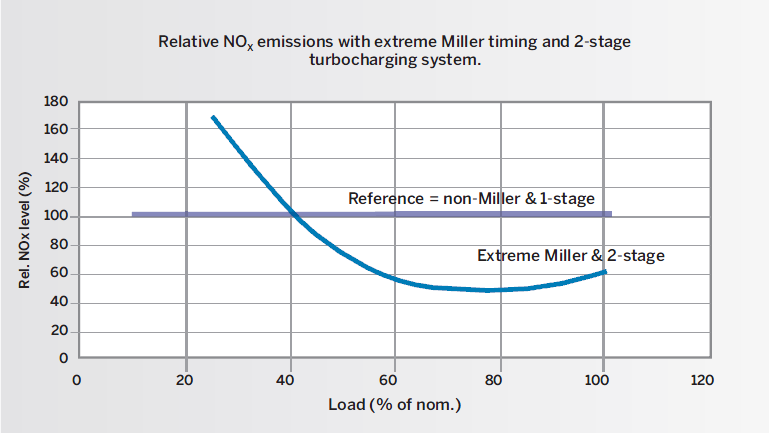 Relative NOx emissions with extreme Miller timing and 2-stage
turbocharging system.
180
160
140
120
100
80
60
40
20
0
Rel. NOx level (%)
Reference = non-Miller & 1-stage
Extreme Miller & 2-stage
0 20 40 60 80 100 120
Load (% of nom.)